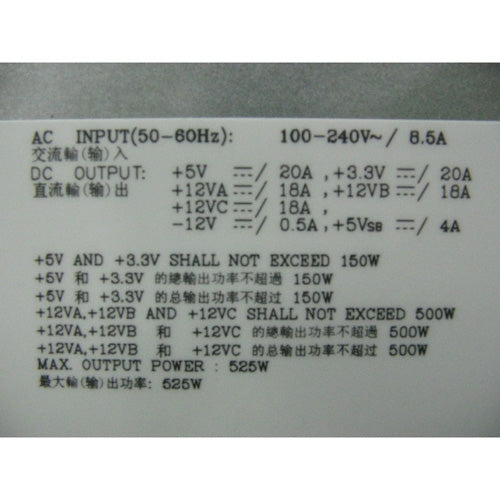 AC INPUT(50-60Hz): 100-240V~/ 8.5A
交流輸(输)入
DC OUTPUT: +5V ⎓/ 20A ,+3.3V ⎓/ 20A
直流輸(输)出 +12VA ⎓/ 18A ,+12VB ⎓/ 18A
+12VC ⎓/ 18A ,
-12V ⎓/ 0.5A ,+5VSB ⎓/ 4A
+5V AND +3.3V SHALL NOT EXCEED 150W
+5V 和 +3.3V 的總輸出功率不超過 150W
+5V 和 +3.3V 的总输出功率不超过 150W
+12VA,+12VB AND +12VC SHALL NOT EXCEED 500W
+12VA,+12VB 和 +12VC 的總輸出功率不超過 500W
+12VA,+12VB 和 +12VC 的总输出功率不超过 500W
MAX. OUTPUT POWER : 525W
最大輸(输)出功率: 525W